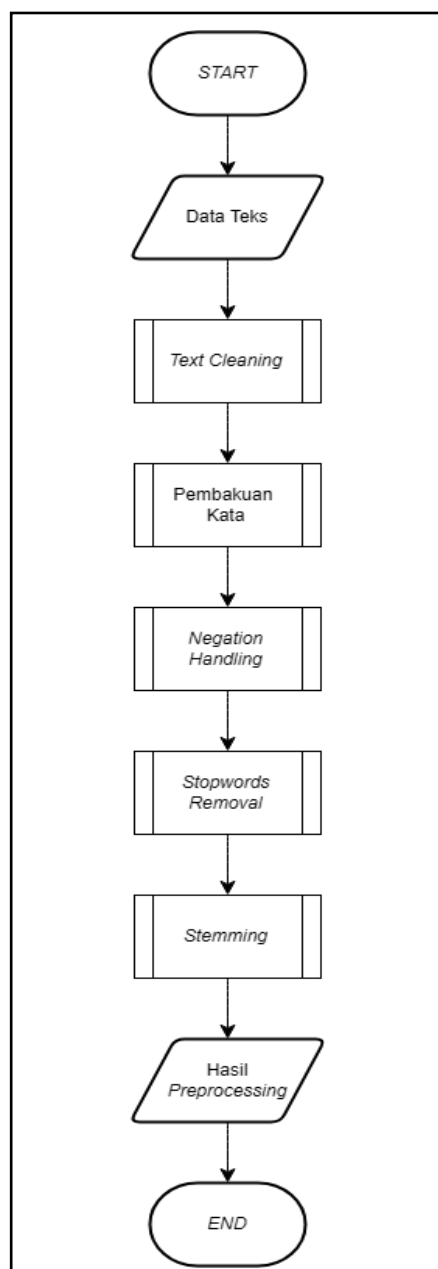 START
Data Teks
Text Cleaning
Pembakuan
Kata
Negation
Handling
Stopwords
Removal
Stemming
Hasil
Preprocessing
END